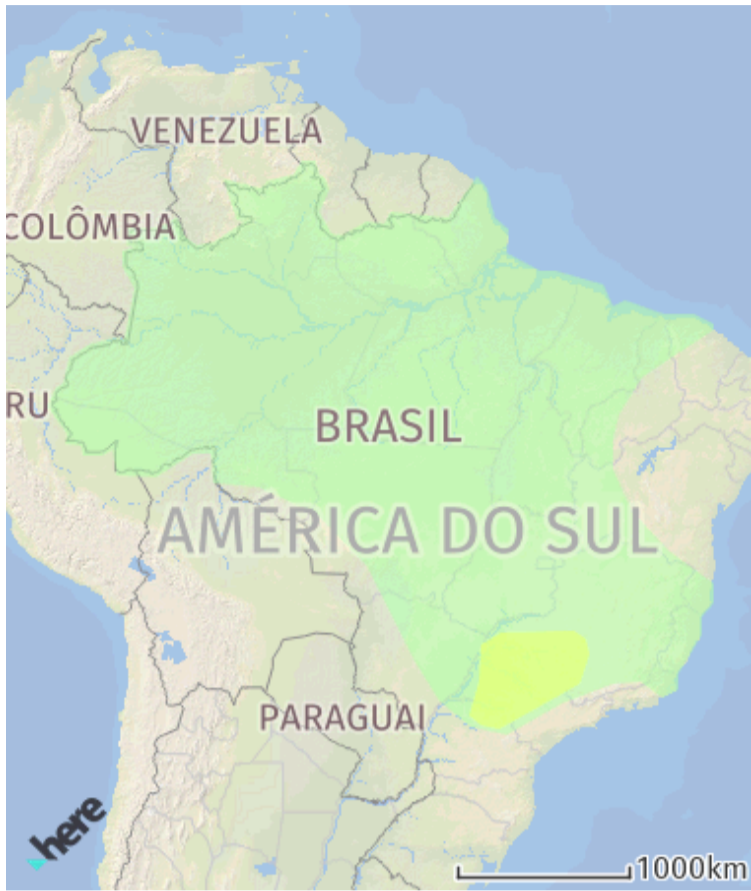 VENEZUELA
COLÔMBIA
RU
BRASIL
AMÉRICA DO SUL
PARAGUAI
here
1000km